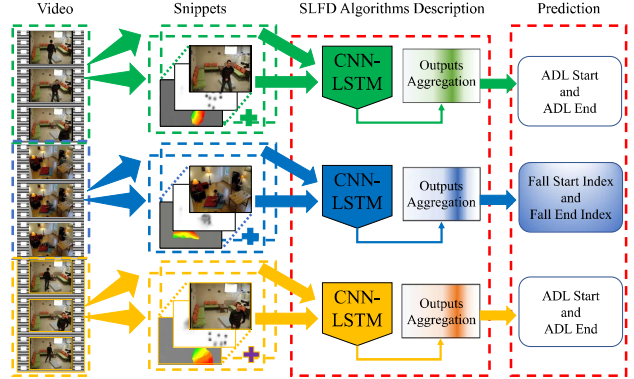 Video
Snippets
SLFD Algorithms Description
Prediction
CNN-
LSTM
Outputs
Aggregation
ADL Start
and
ADL End
CNN-
LSTM
Outputs
Aggregation
Fall Start Index
and
Fall End Index
CNN-
LSTM
Outputs
Aggregation
ADL Start
and
ADL End